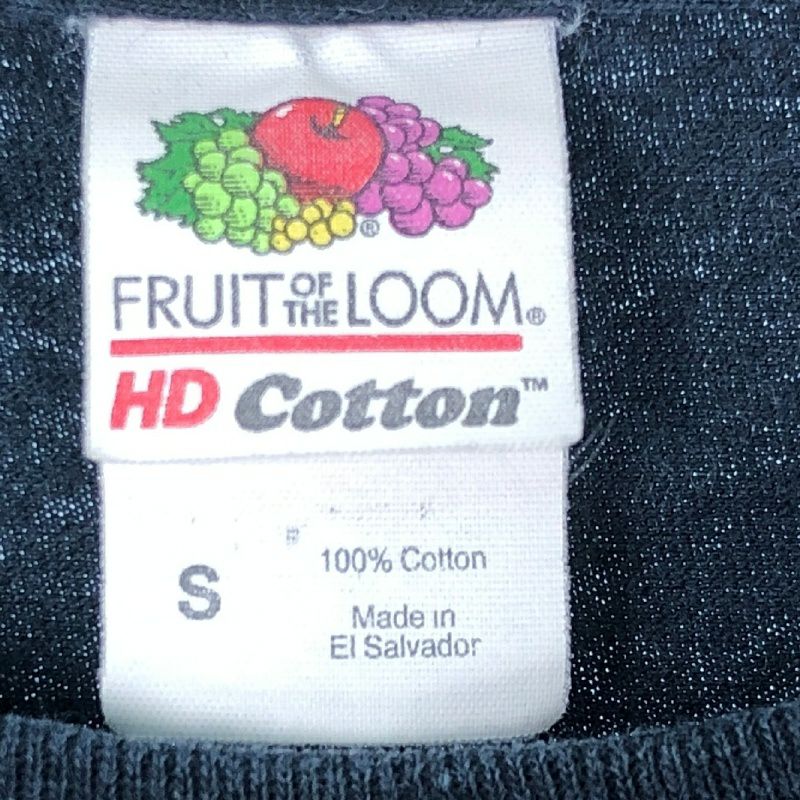 ®
FRUIT OF THE LOOM®
HD Cotton™
S
100% Cotton
Made in
El Salvador